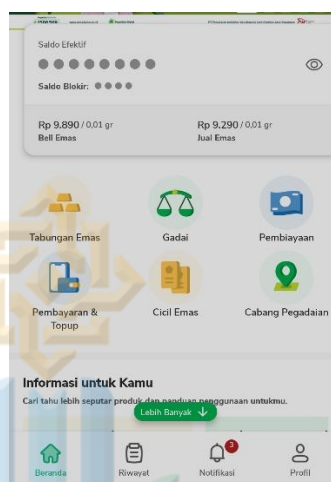 Saldo Efektif
Saldo Blokir:
Rp 9.890 / 0,01 gr
Rp 9.290 / 0,01 gr
Beli Emas
Jual Emas
Tabungan Emas
Gadai
Pembiayaan
Pembayaran &
Topup
Cicil Emas
Cabang Pegadaian
Informasi untuk Kamu
Cari tahu lebih seputar produk dan panduan penggunaan untukmu.
Lebih Banyak
3
Beranda
Riwayat
Notifikasi
Profil